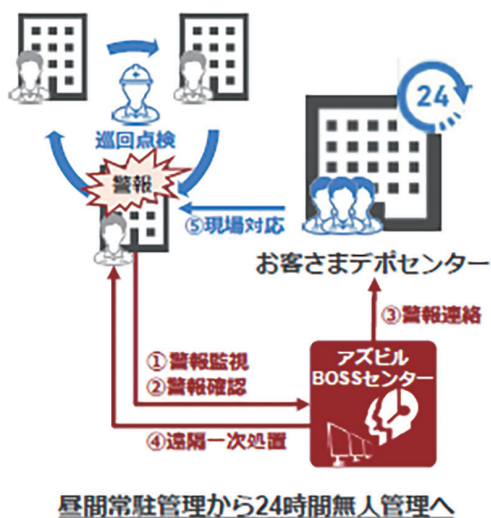 24
巡回点検
警報
⑤現場対応
お客さまデポセンター
③警報連絡
①警報監視
②警報確認
アズビル
BOSSセンター
④遠隔一次処置
昼間常駐管理から24時間無人管理へ